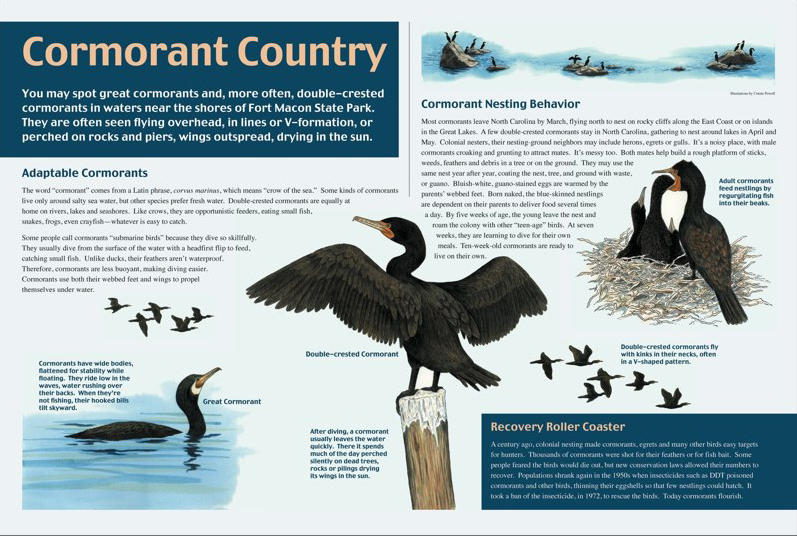 Cormorant Country
You may spot great cormorants and, more often, double-crested
cormorants in waters near the shores of Fort Macon State Park.
They are often seen flying overhead, in lines or V-formation, or
perched on rocks and piers, wings outspread, drying in the sun.
Adaptable Cormorants
The word “cormorant” comes from a Latin phrase, corvus marinus, which means “crow of the sea.” Some kinds of cormorants
live only around salty sea water, but other species prefer fresh water. Double-crested cormorants are equally at
home on rivers, lakes and seashores. Like crows, they are opportunistic feeders, eating small fish,
snakes, frogs, even crayfish—whatever is easy to catch.
Some people call cormorants “submarine birds” because they dive so skillfully.
They usually dive from the surface of the water with a headfirst flip to feed,
catching small fish. Unlike ducks, their feathers aren’t waterproof.
Therefore, cormorants are less buoyant, making diving easier.
Cormorants use both their webbed feet and wings to propel
themselves under water.
Cormorants have wide bodies,
flattened for stability while
floating. They ride low in the
waves, water rushing over
their backs. When they’re
not fishing, their hooked bills
tilt skyward.
Great Cormorant
Double-crested Cormorant
After diving, a cormorant
usually leaves the water
quickly. There it spends
much of the day perched
silently on dead trees,
rocks or pilings drying
its wings in the sun.
Illustrations by Connie Powell
Cormorant Nesting Behavior
Most cormorants leave North Carolina by March, flying north to nest on rocky cliffs along the East Coast or on islands
in the Great Lakes. A few double-crested cormorants stay in North Carolina, gathering to nest around lakes in April and
May. Colonial nesters, their nesting-ground neighbors may include herons, egrets or gulls. It’s a noisy place, with male
cormorants croaking and grunting to attract mates. It’s messy too. Both mates help build a rough platform of sticks,
weeds, feathers and debris in a tree or on the ground. They may use the
same nest year after year, coating the nest, tree, and ground with waste,
or guano. Bluish-white, guano-stained eggs are warmed by the
parents’ webbed feet. Born naked, the blue-skinned nestlings
are dependent on their parents to deliver food several times
a day. By five weeks of age, the young leave the nest and
roam the colony with other “teen-age” birds. At seven
weeks, they are learning to dive for their own
meals. Ten-week-old cormorants are ready to
live on their own.
Adult cormorants
feed nestlings by
regurgitating fish
into their beaks.
Double-crested cormorants fly
with kinks in their necks, often
in a V-shaped pattern.
Recovery Roller Coaster
A century ago, colonial nesting made cormorants, egrets and many other birds easy targets
for hunters. Thousands of cormorants were shot for their feathers or for fish bait. Some
people feared the birds would die out, but new conservation laws allowed their numbers to
recover. Populations shrank again in the 1950s when insecticides such as DDT poisoned
cormorants and other birds, thinning their eggshells so that few nestlings could hatch. It
took a ban of the insecticide, in 1972, to rescue the birds. Today cormorants flourish.